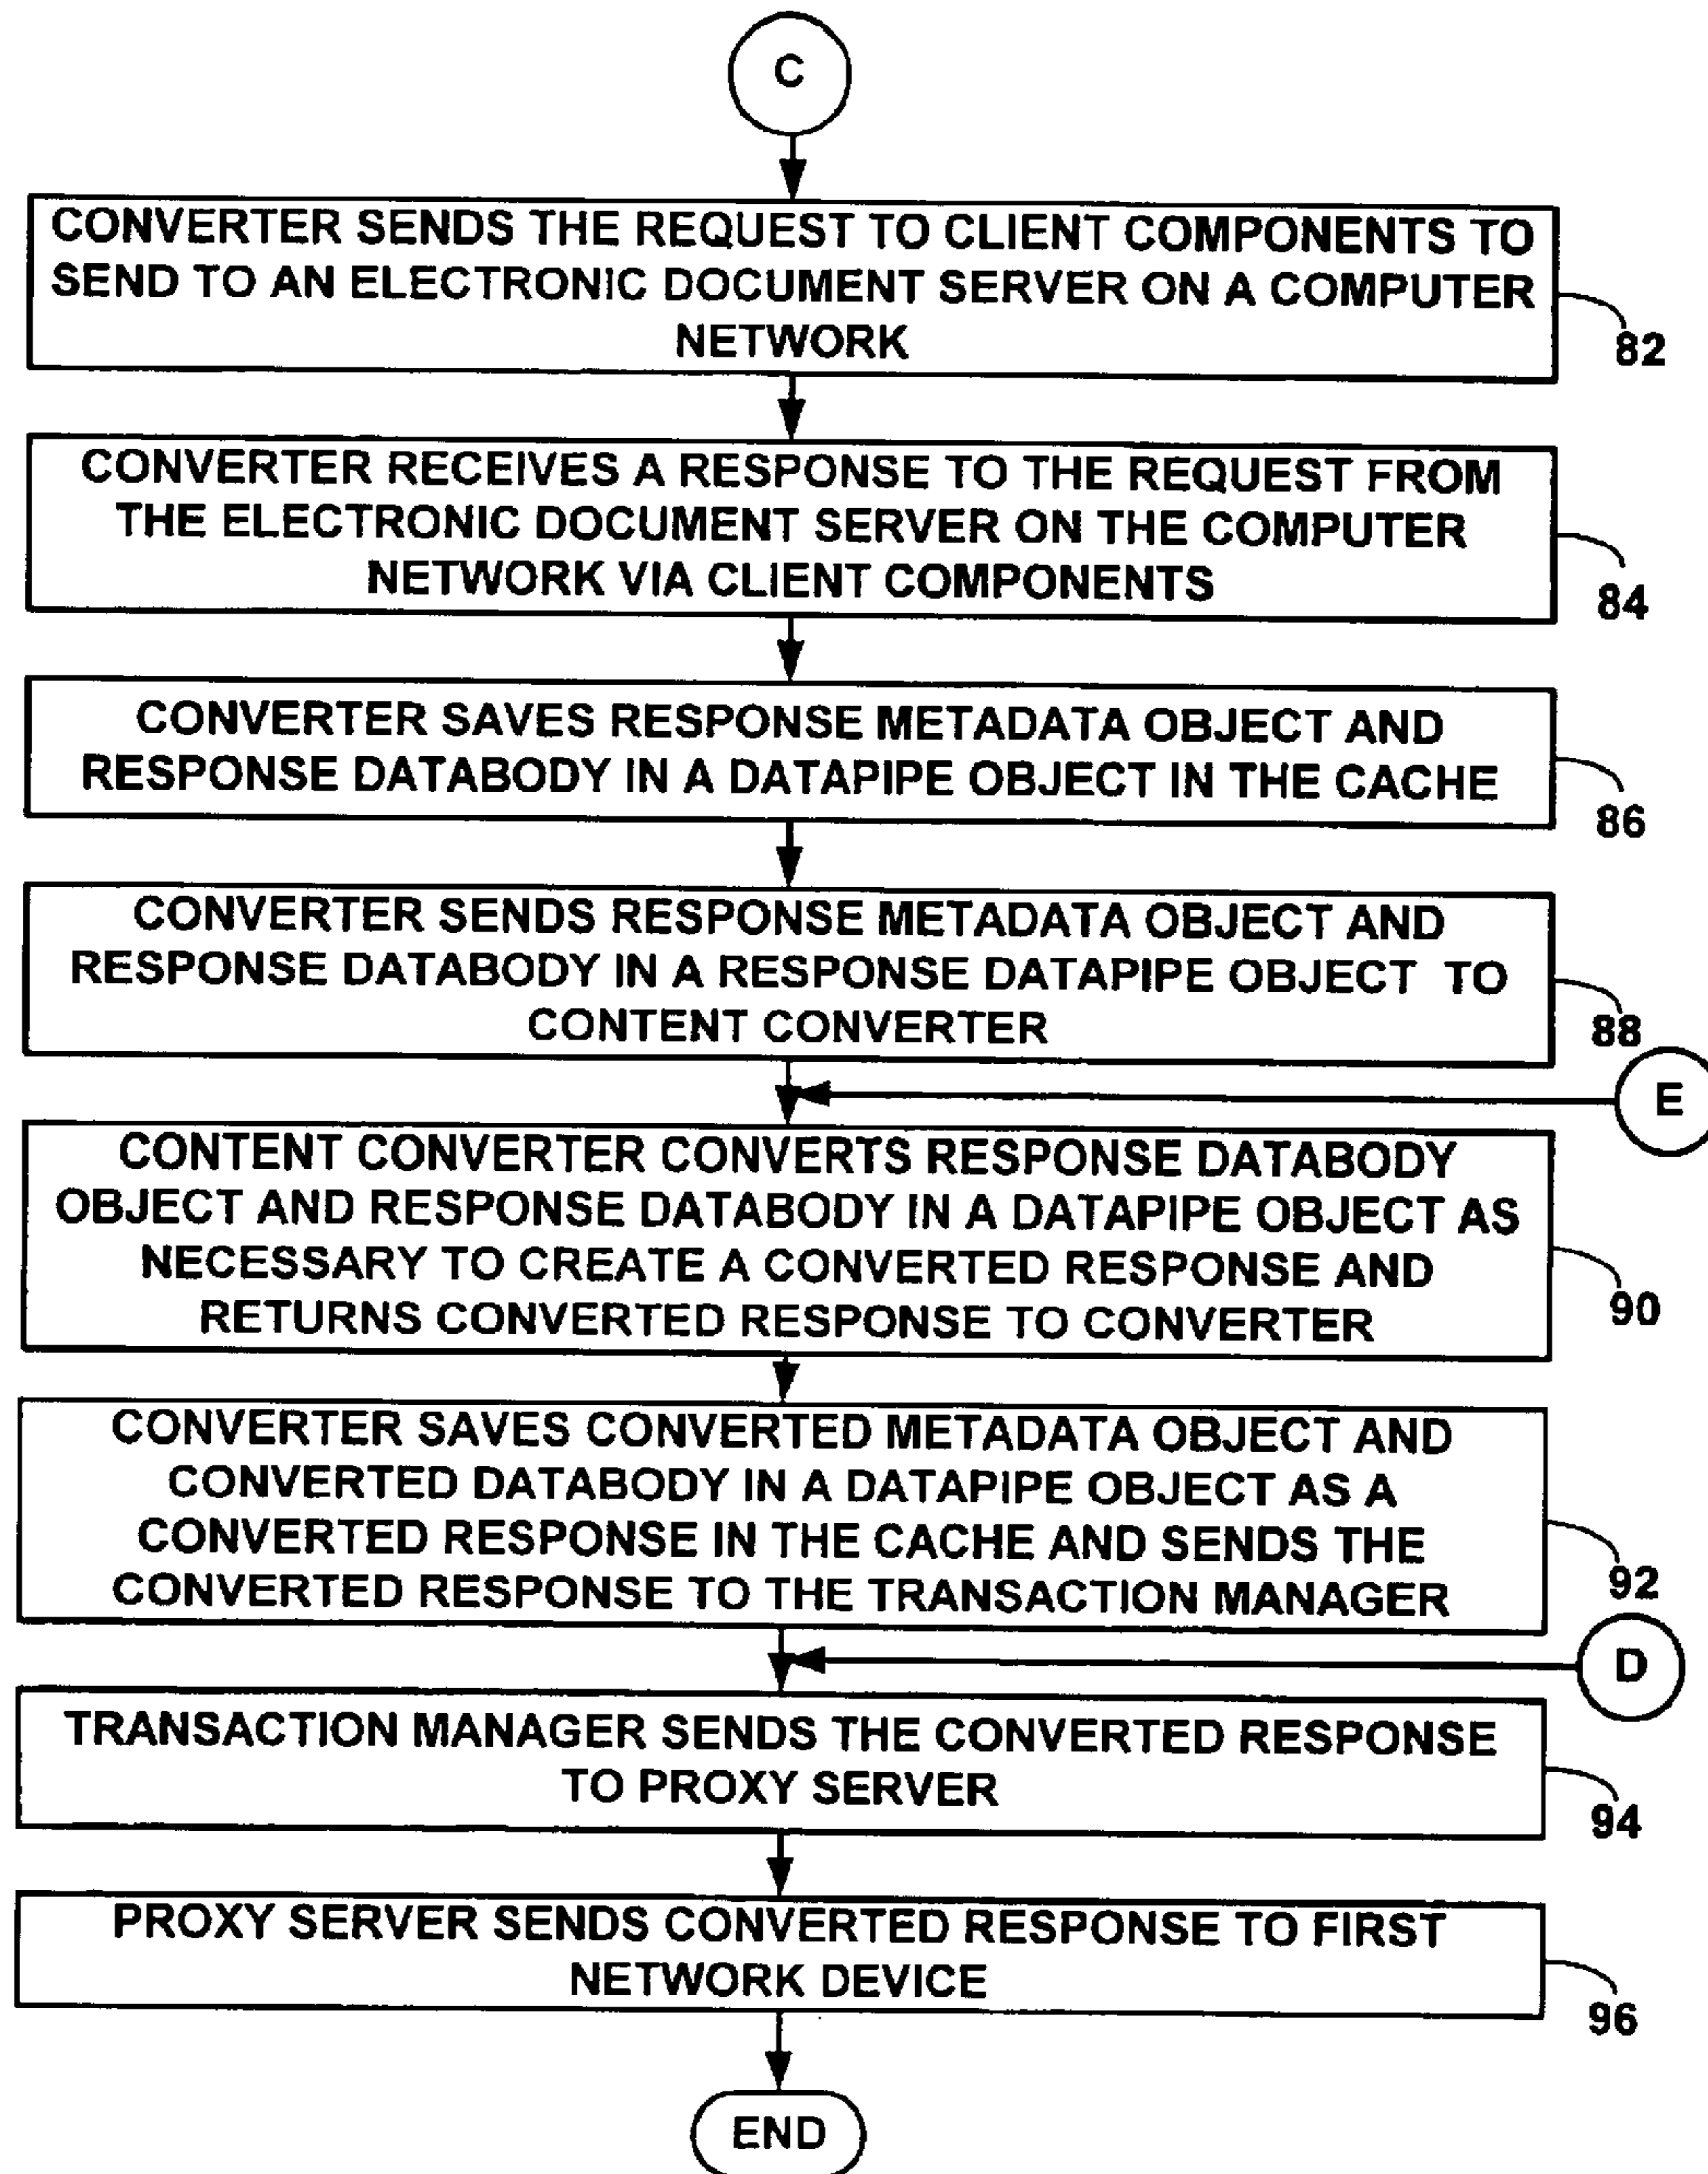 C
CONVERTER SENDS THE REQUEST TO CLIENT COMPONENTS TO
SEND TO AN ELECTRONIC DOCUMENT SERVER ON A COMPUTER
NETWORK
82
CONVERTER RECEIVES A RESPONSE TO THE REQUEST FROM
THE ELECTRONIC DOCUMENT SERVER ON THE COMPUTER
NETWORK VIA CLIENT COMPONENTS
84
CONVERTER SAVES RESPONSE METADATA OBJECT AND
RESPONSE DATABODY IN A DATAPIPE OBJECT IN THE CACHE
86
CONVERTER SENDS RESPONSE METADATA OBJECT AND
RESPONSE DATABODY IN A RESPONSE DATAPIPE OBJECT TO
CONTENT CONVERTER
88
E
CONTENT CONVERTER CONVERTS RESPONSE DATABODY
OBJECT AND RESPONSE DATABODY IN A DATAPIPE OBJECT AS
NECESSARY TO CREATE A CONVERTED RESPONSE AND
RETURNS CONVERTED RESPONSE TO CONVERTER
90
CONVERTER SAVES CONVERTED METADATA OBJECT AND
CONVERTED DATABODY IN A DATAPIPE OBJECT AS A
CONVERTED RESPONSE IN THE CACHE AND SENDS THE
CONVERTED RESPONSE TO THE TRANSACTION MANAGER
92
D
TRANSACTION MANAGER SENDS THE CONVERTED RESPONSE
TO PROXY SERVER
94
PROXY SERVER SENDS CONVERTED RESPONSE TO FIRST
NETWORK DEVICE
96
END